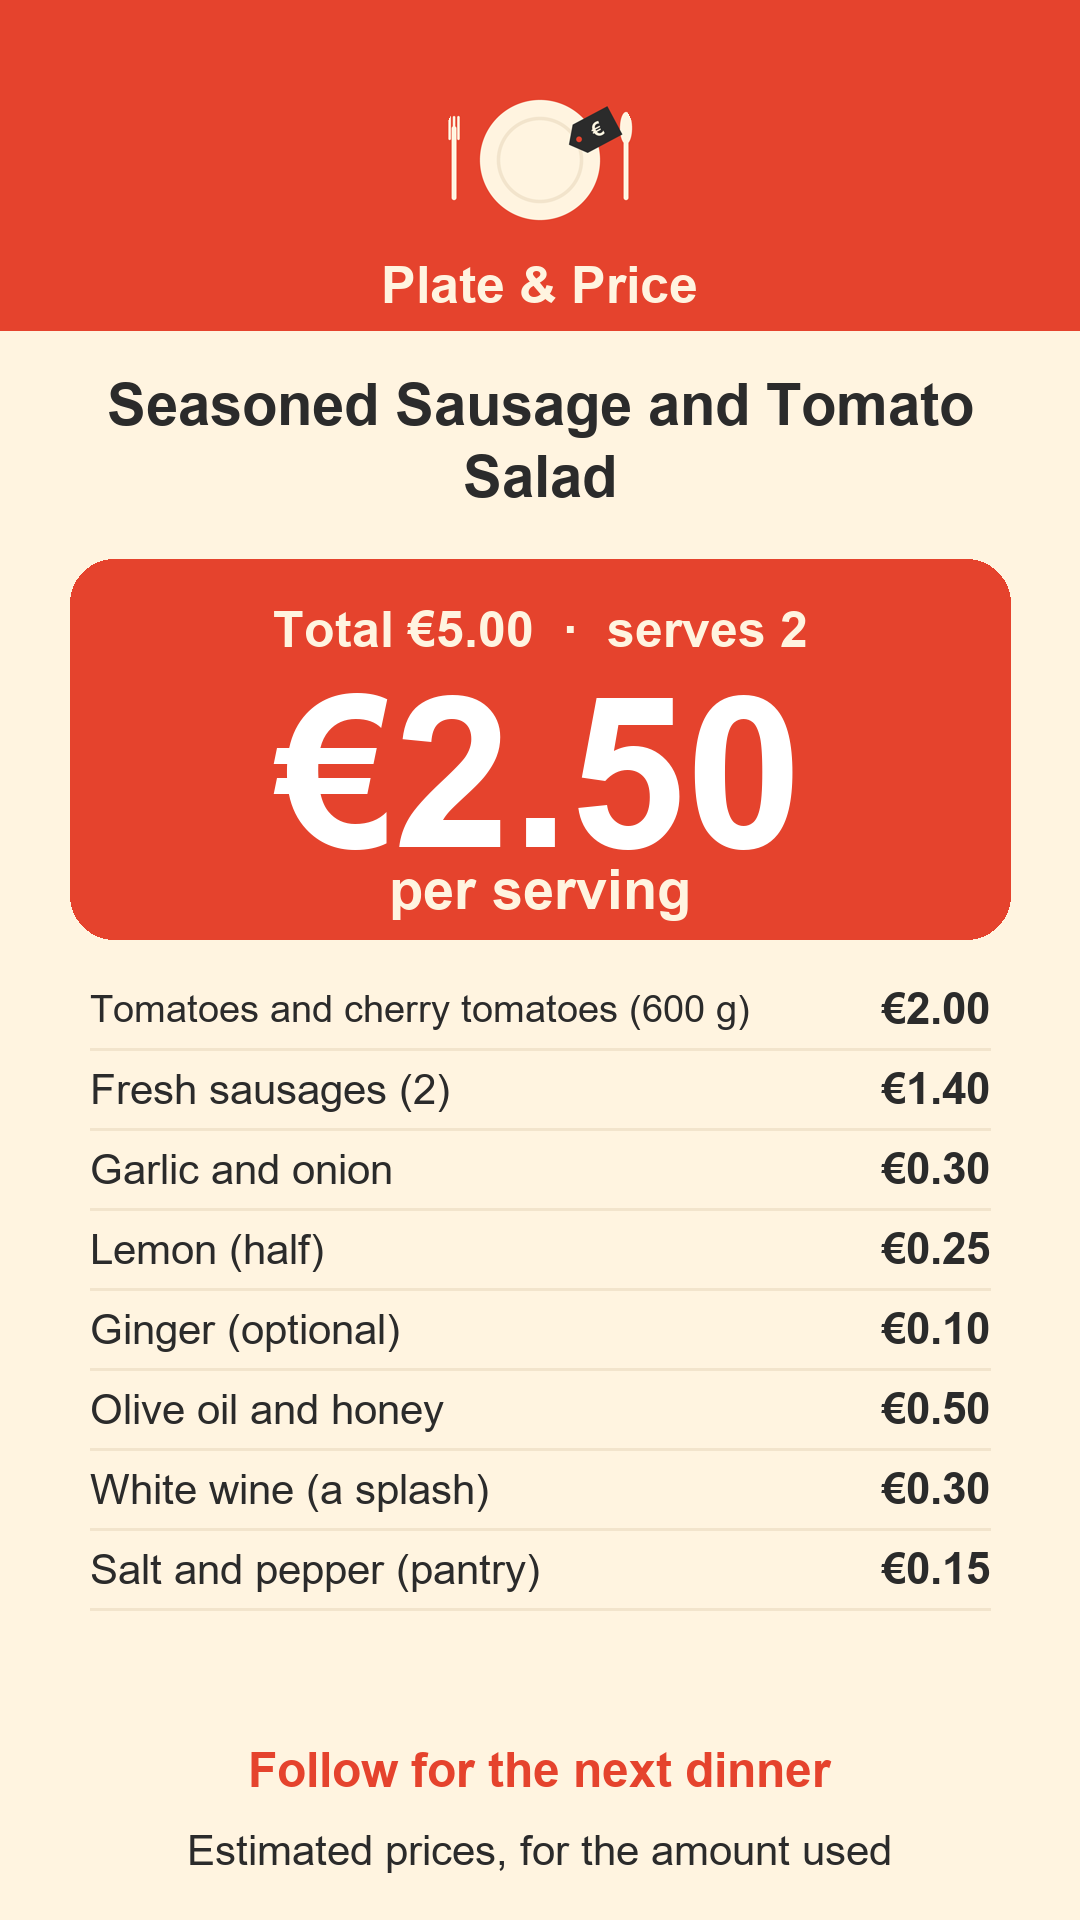 €
Plate & Price
Seasoned Sausage and Tomato
Salad
Total €5.00 · serves 2
€2.50
per serving
Tomatoes and cherry tomatoes (600 g) €2.00
Fresh sausages (2) €1.40
Garlic and onion €0.30
Lemon (half) €0.25
Ginger (optional) €0.10
Olive oil and honey €0.50
White wine (a splash) €0.30
Salt and pepper (pantry) €0.15
Follow for the next dinner
Estimated prices, for the amount used